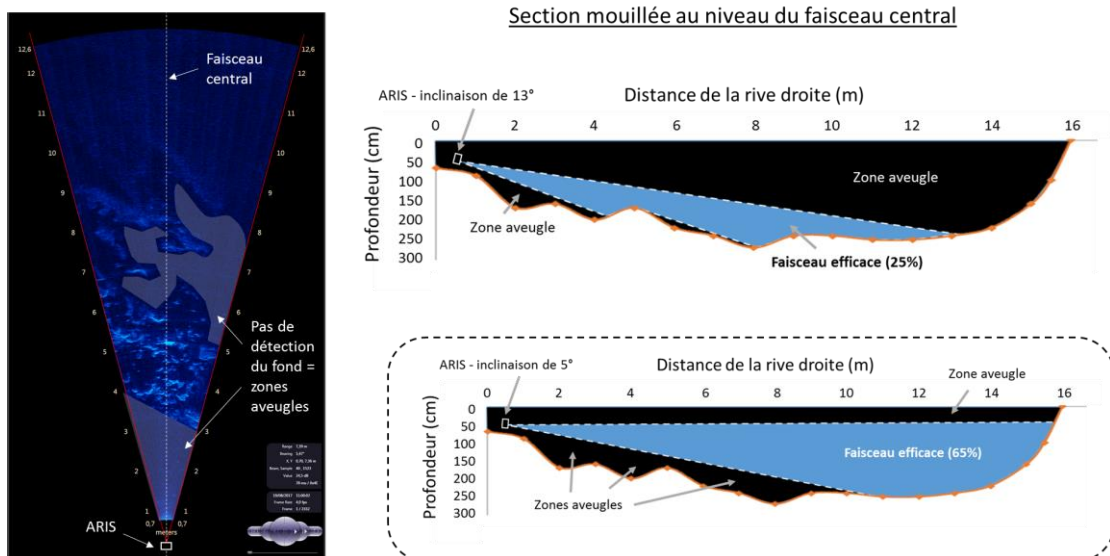 Section mouillée au niveau du faisceau central
12,6
12
11
10
9
8
7
6
5
4
3
2
1
0,7
12,6
12
11
10
9
8
7
6
5
4
3
2
1
0,7
meters
Faisceau
central
Pas de
détection
du fond =
zones
aveugles
ARIS
ARIS - inclinaison de 13°
Distance de la rive droite (m)
0 2 4 6 8 10 12 14 16
Profondeur (cm)
0
50
100
150
200
250
300
Zone aveugle
Zone aveugle
Faisceau efficace (25%)
ARIS - inclinaison de 5°
Distance de la rive droite (m)
Zone aveugle
0 2 4 6 8 10 12 14 16
Profondeur (cm)
0
50
100
150
200
250
300
Faisceau efficace (65%)
Zones aveugles